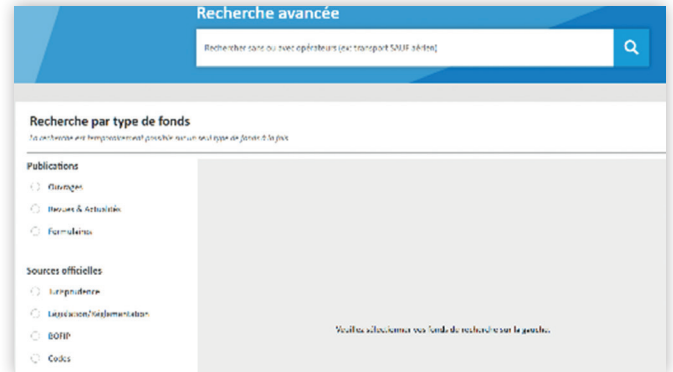 Recherche avancée
Rechercher sans ou avec opérateurs (ex: transport SAUF aérien)
Recherche par type de fonds
La recherche est temporairement possible sur un seul type de fonds à la fois.
Publications
Ouvrages
Revues & Actualités
Formulaires
Sources officielles
Jurisprudence
Législation/Réglementation
BOFIP
Codes
Veuillez sélectionner vos fonds de recherche sur la gauche.